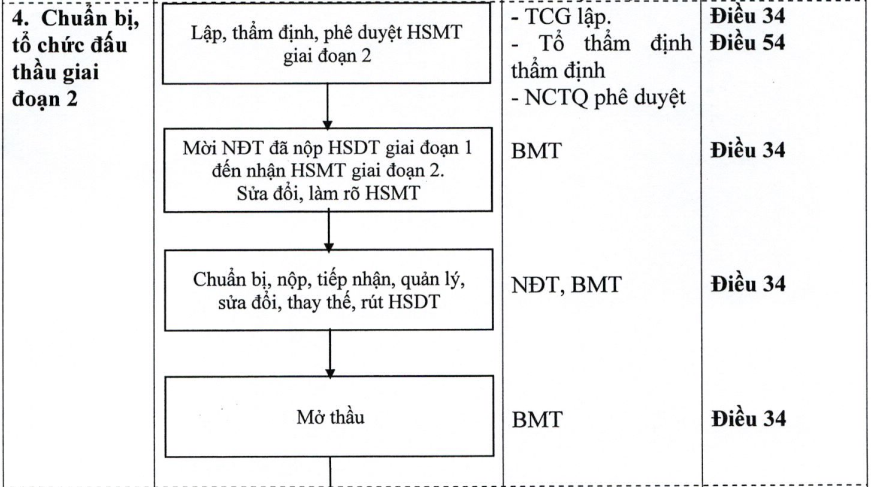 4. Chuẩn bị,
tổ chức đấu
thầu giai
đoạn 2
Lập, thẩm định, phê duyệt HSMT
giai đoạn 2
- TCG lập.
- Tổ thẩm định
thẩm định
- NCTQ phê duyệt
Điều 34
Điều 54
Mời NĐT đã nộp HSDT giai đoạn 1
đến nhận HSMT giai đoạn 2.
Sửa đổi, làm rõ HSMT
BMT
Điều 34
Chuẩn bị, nộp, tiếp nhận, quản lý,
sửa đổi, thay thế, rút HSDT
NĐT, BMT
Điều 34
Mở thầu
BMT
Điều 34